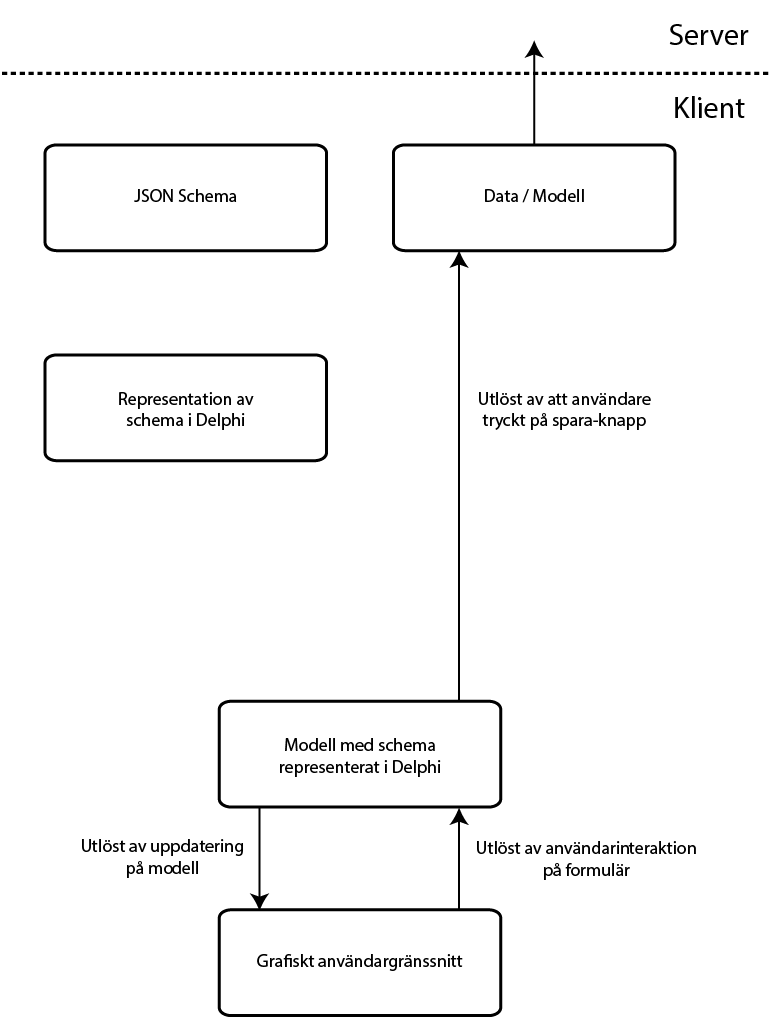 Server
Klient
JSON Schema
Data / Modell
Representation av
schema i Delphi
Utlöst av att användare
tryckt på spara-knapp
Modell med schema
representerat i Delphi
Utlöst av uppdatering
på modell
Utlöst av användarinteraktion
på formulär
Grafiskt användargränssnitt